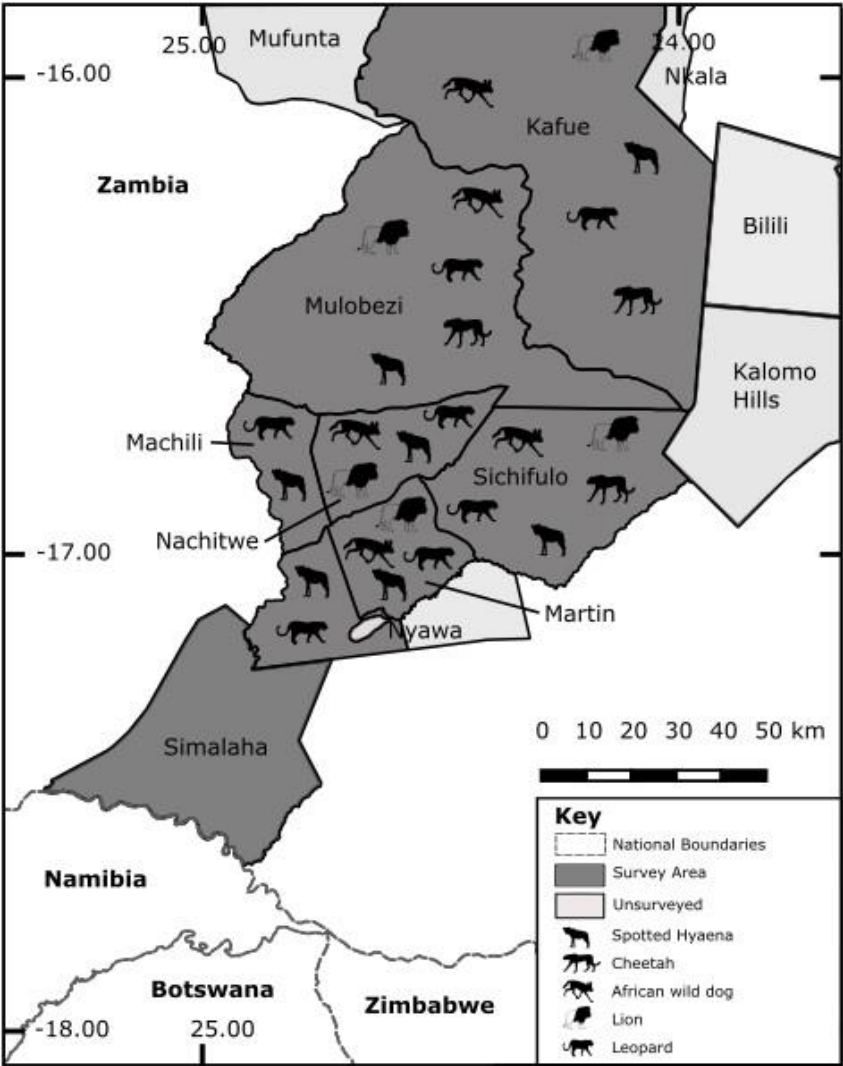 25.00
24.00
Mufunta
Nkala
-16.00
Kafue
Zambia
Bilili
Mulobezi
Kalomo
Hills
Machili
Sichifulo
Nachitwe
-17.00
Martin
Nyawa
Simalaha
0 10 20 30 40 50 km
Key
National Boundaries
Survey Area
Unsurveyed
Spotted Hyaena
Cheetah
African wild dog
Lion
Leopard
Namibia
Botswana
Zimbabwe
-18.00
25.00